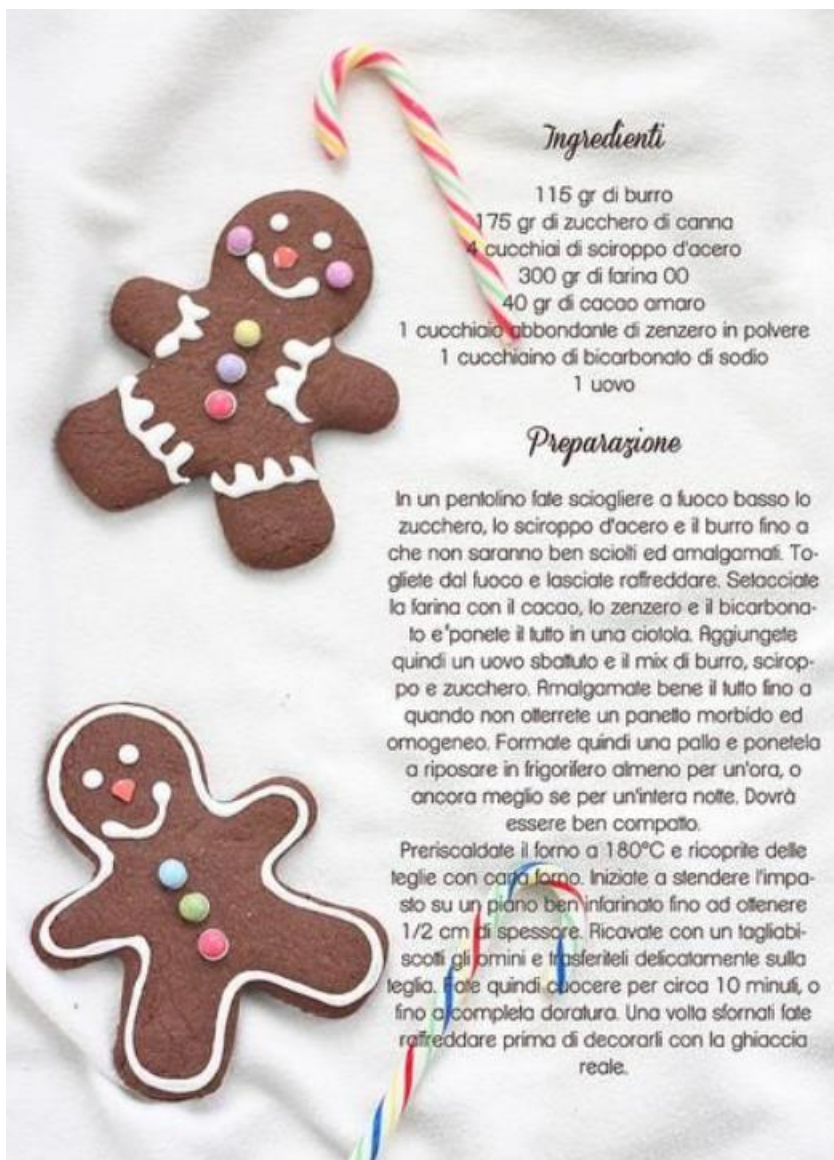 Ingredienti
115 gr di burro
175 gr di zucchero di canna
4 cucchiai di sciroppo d'acero
300 gr di farina 00
40 gr di cacao amaro
1 cucchiaio abbondante di zenzero in polvere
1 cucchiaino di bicarbonato di sodio
1 uovo
Preparazione
In un pentolino fate sciogliere a fuoco basso lo
zucchero, lo sciroppo d'acero e il burro fino a
che non saranno ben sciolti ed amalgamati. To-
gliete dal fuoco e lasciate raffreddare. Setacciate
la farina con il cacao, lo zenzero e il bicarbona-
to e ponete il tutto in una ciotola. Aggiungete
quindi un uovo sbattuto e il mix di burro, scirop-
po e zucchero. Amalgamate bene il tutto fino a
quando non otterrete un panetto morbido ed
omogeneo. Formate quindi una palla e ponetela
a riposare in frigorifero almeno per un'ora, o
ancora meglio se per un'intera notte. Dovrà
essere ben compatto.
Preriscaldate il forno a 180°C e ricoprite delle
teglie con carta forno. Iniziate a stendere l'impa-
sto su un piano ben infarinato fino ad ottenere
1/2 cm di spessore. Ricavate con un tagliabi-
scotti gli omini e trasferiteli delicatamente sulla
teglia. Fate quindi cuocere per circa 10 minuti, o
fino a completa doratura. Una volta sfornati fate
raffreddare prima di decorarli con la ghiaccia
reale.